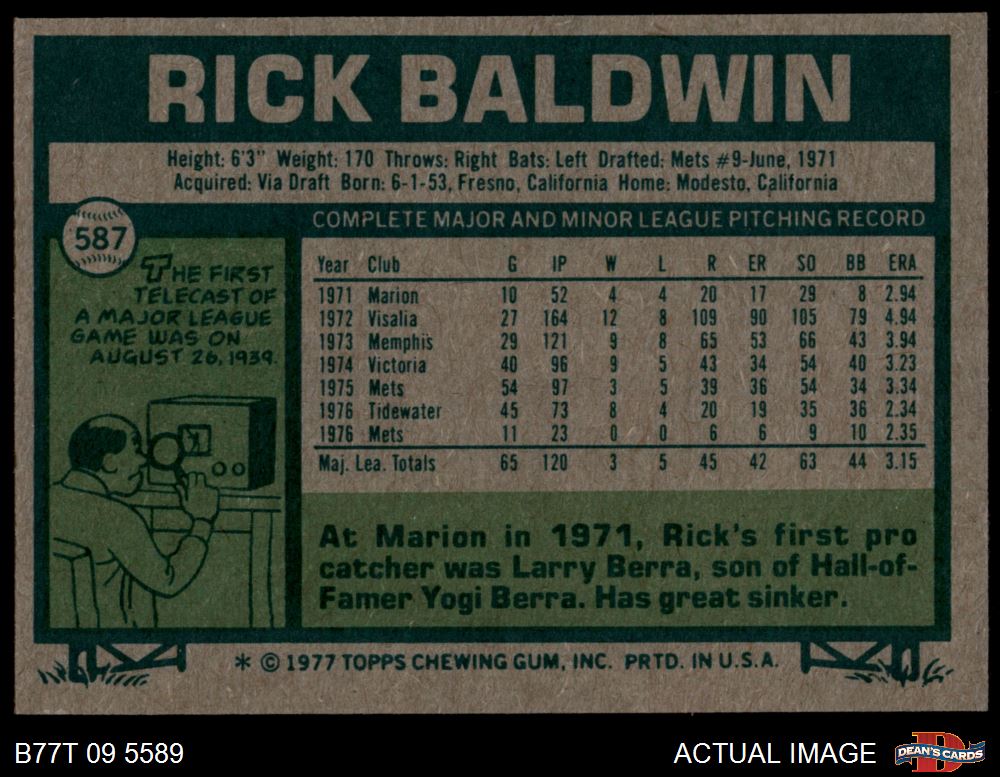 RICK BALDWIN
Height: 6'3" Weight: 170 Throws: Right Bats: Left Drafted: Mets #9-June, 1971
Acquired: Via Draft Born: 6-1-53, Fresno, California Home: Modesto, California
587
COMPLETE MAJOR AND MINOR LEAGUE PITCHING RECORD
THE FIRST
TELECAST OF
A MAJOR LEAGUE
GAME WAS ON
AUGUST 26, 1939.
Year Club G IP W L R ER SO BB ERA
1971 Marion 10 52 4 4 20 17 29 8 2.94
1972 Visalia 27 164 12 8 109 90 105 79 4.94
1973 Memphis 29 121 9 8 65 53 66 43 3.94
1974 Victoria 40 96 9 5 43 34 54 40 3.23
1975 Mets 54 97 3 5 39 36 54 34 3.34
1976 Tidewater 45 73 8 4 20 19 35 36 2.34
1976 Mets 11 23 0 0 6 6 9 10 2.35
Maj. Lea. Totals 65 120 3 5 45 42 63 44 3.15
At Marion in 1971, Rick's first pro
catcher was Larry Berra, son of Hall-of-
Famer Yogi Berra. Has great sinker.
* © 1977 TOPPS CHEWING GUM, INC. PRTD. IN U.S.A.
B77T 09 5589
ACTUAL IMAGE
D
DEAN'S CARDS